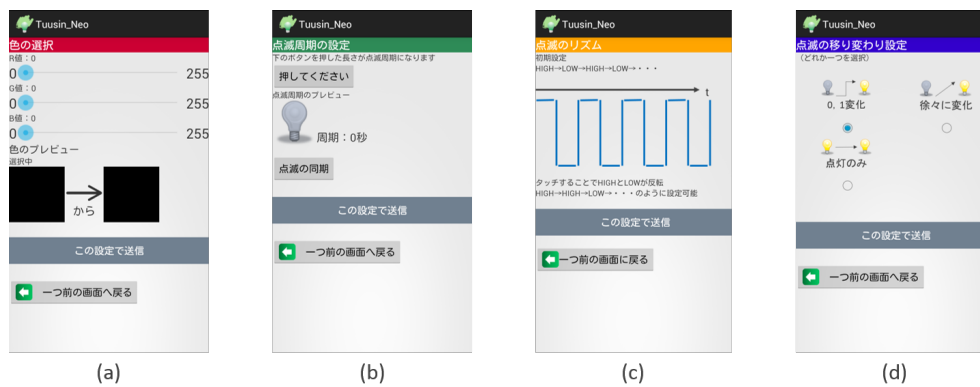 Tuusin_Neo
色の選択
R値：0
0 255
G値：0
0 255
B値：0
0 255
色のプレビュー
選択中
から
この設定で送信
一つ前の画面へ戻る
(a)
Tuusin_Neo
点滅周期の設定
下のボタンを押した長さが点滅周期になります
押してください
点滅周期のプレビュー
周期：0秒
点滅の同期
この設定で送信
一つ前の画面へ戻る
(b)
Tuusin_Neo
点滅のリズム
初期設定
HIGH→LOW→HIGH→LOW→・・・
t
タッチすることでHIGHとLOWが反転
HIGH→HIGH→LOW→・・・のように設定可能
この設定で送信
一つ前の画面に戻る
(c)
Tuusin_Neo
点滅の移り変わり設定
（どれか一つを選択）
0, 1変化
徐々に変化
点灯のみ
この設定で送信
一つ前の画面へ戻る
(d)